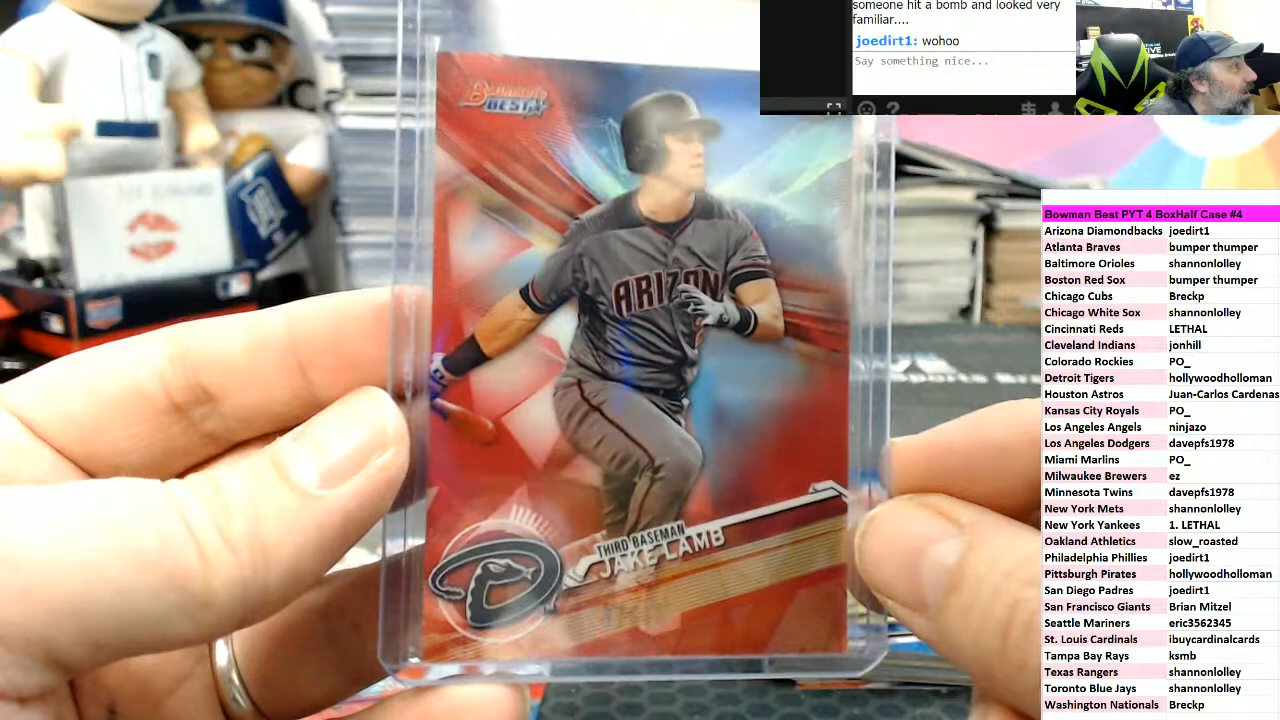 someone hit a bomb and looked very
familiar....
joedirt1: wohoo
Say something nice...
Bowman's
BEST
ARIZON
THIRD BASEMAN
JAKE LAMB
Bowman Best PYT 4 BoxHalf Case #4
Arizona Diamondbacks joedirt1
Atlanta Braves bumper thumper
Baltimore Orioles shannonlolley
Boston Red Sox bumper thumper
Chicago Cubs Breckp
Chicago White Sox shannonlolley
Cincinnati Reds LETHAL
Cleveland Indians jonhill
Colorado Rockies PO_
Detroit Tigers hollywoodholloman
Houston Astros Juan-Carlos Cardenas
Kansas City Royals PO_
Los Angeles Angels ninjazo
Los Angeles Dodgers davepfs1978
Miami Marlins PO_
Milwaukee Brewers ez
Minnesota Twins davepfs1978
New York Mets shannonlolley
New York Yankees 1. LETHAL
Oakland Athletics slow_roasted
Philadelphia Phillies joedirt1
Pittsburgh Pirates hollywoodholloman
San Diego Padres joedirt1
San Francisco Giants Brian Mitzel
Seattle Mariners eric3562345
St. Louis Cardinals ibuycardinalcards
Tampa Bay Rays ksmb
Texas Rangers shannonlolley
Toronto Blue Jays shannonlolley
Washington Nationals Breckp